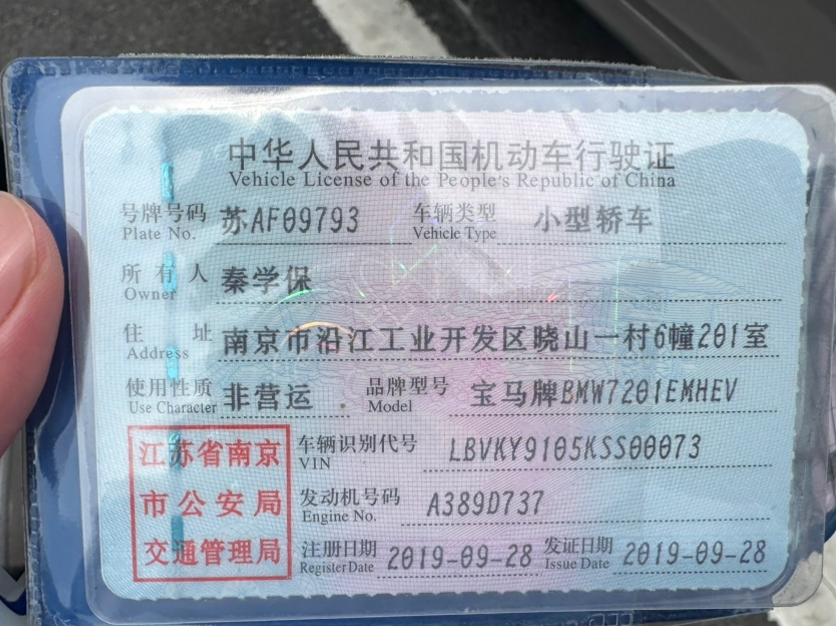 中华人民共和国机动车行驶证
Vehicle License of the People's Republic of China
号牌号码 苏AF09793 车辆类型 小型轿车
Plate No. Vehicle Type
所有人 秦学保
Owner
住址 南京市沿江工业开发区晓山一村6幢201室
Address
使用性质 非营运 品牌型号 宝马牌BMW7201EMHEV
Use Character Model
江苏省南京
市公安局
交通管理局
车辆识别代号 LBVKY9105KSS00073
VIN
发动机号码 A389D737
Engine No.
注册日期 2019-09-28 发证日期 2019-09-28
Register Date Issue Date